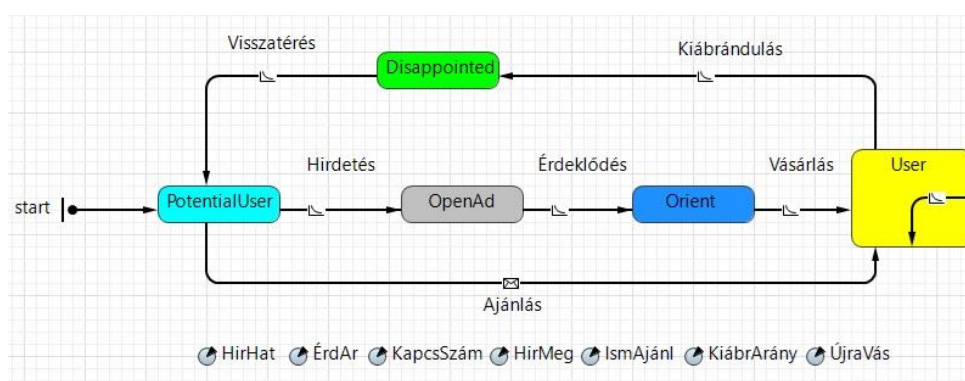 Visszatérés
Kiábrándulás
Disappointed
Hirdetés
Érdeklődés
Vásárlás
User
start
PotentialUser
OpenAd
Orient
Ajánlás
HirHat ÉrdAr KapcsSzám HirMeg IsmAjánl KiábrArány ÚjraVás